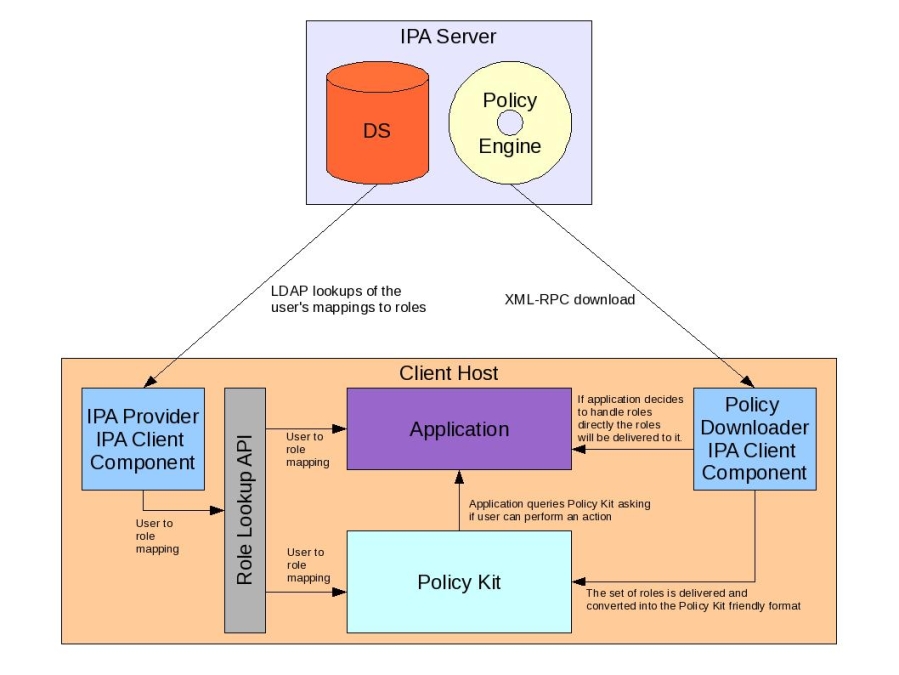 IPA Server
DS
Policy
Engine
LDAP lookups of the
user's mappings to roles
XML-RPC download
Client Host
IPA Provider
IPA Client
Component
Role Lookup API
User to
role
mapping
User to
role
mapping
Application
If application decides
to handle roles
directly the roles
will be delivered to it.
Policy
Downloader
IPA Client
Component
Application queries Policy Kit asking
if user can perform an action
User to
role
mapping
Policy Kit
The set of roles is delivered and
converted into the Policy Kit friendly format